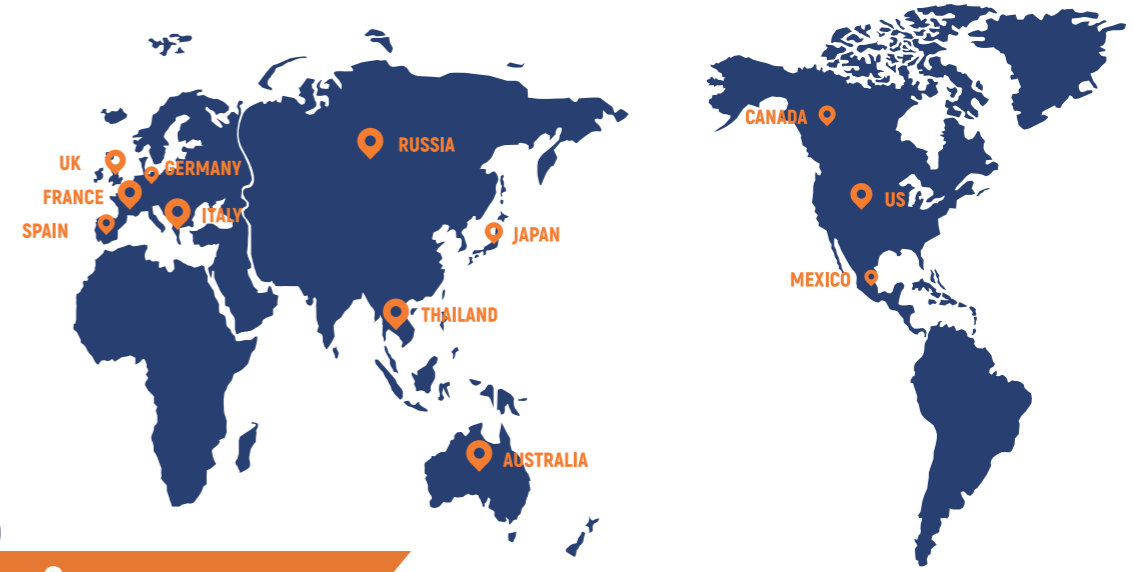 CANADA
RUSSIA
UK
GERMANY
FRANCE
US
ITALY
SPAIN
JAPAN
MEXICO
THAILAND
AUSTRALIA